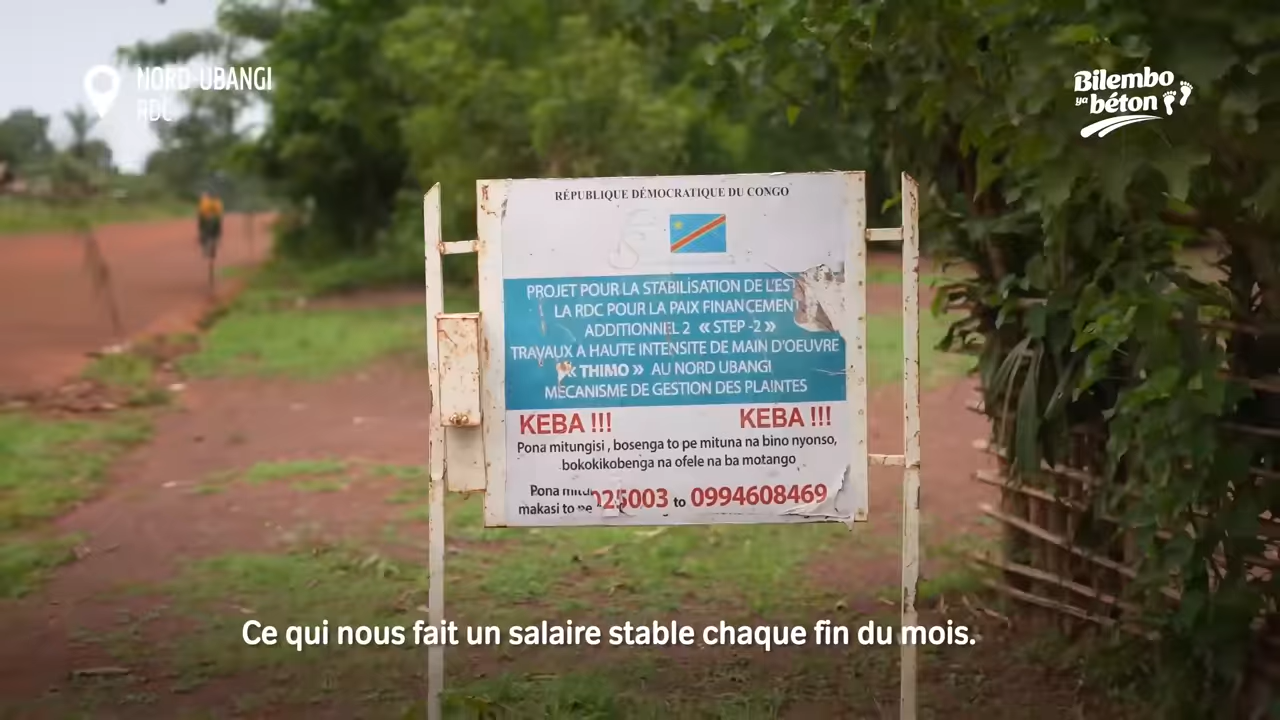 NORD-UBANGI
RDC
Bilembo
ya béton
RÉPUBLIQUE DÉMOCRATIQUE DU CONGO
PROJET POUR LA STABILISATION DE L'EST
LA RDC POUR LA PAIX FINANCEMENT
ADDITIONNEL 2 « STEP -2 »
TRAVAUX A HAUTE INTENSITE DE MAIN D'OEUVRE
« THIMO » AU NORD UBANGI
MECANISME DE GESTION DES PLAINTES
KEBA !!! KEBA !!!
Pona mitungisi , bosenga to pe mituna na bino nyonso,
bokokikobenga na ofele na ba motango
Pona
makasi to pe 025003 to 0994608469
Ce qui nous fait un salaire stable chaque fin du mois.